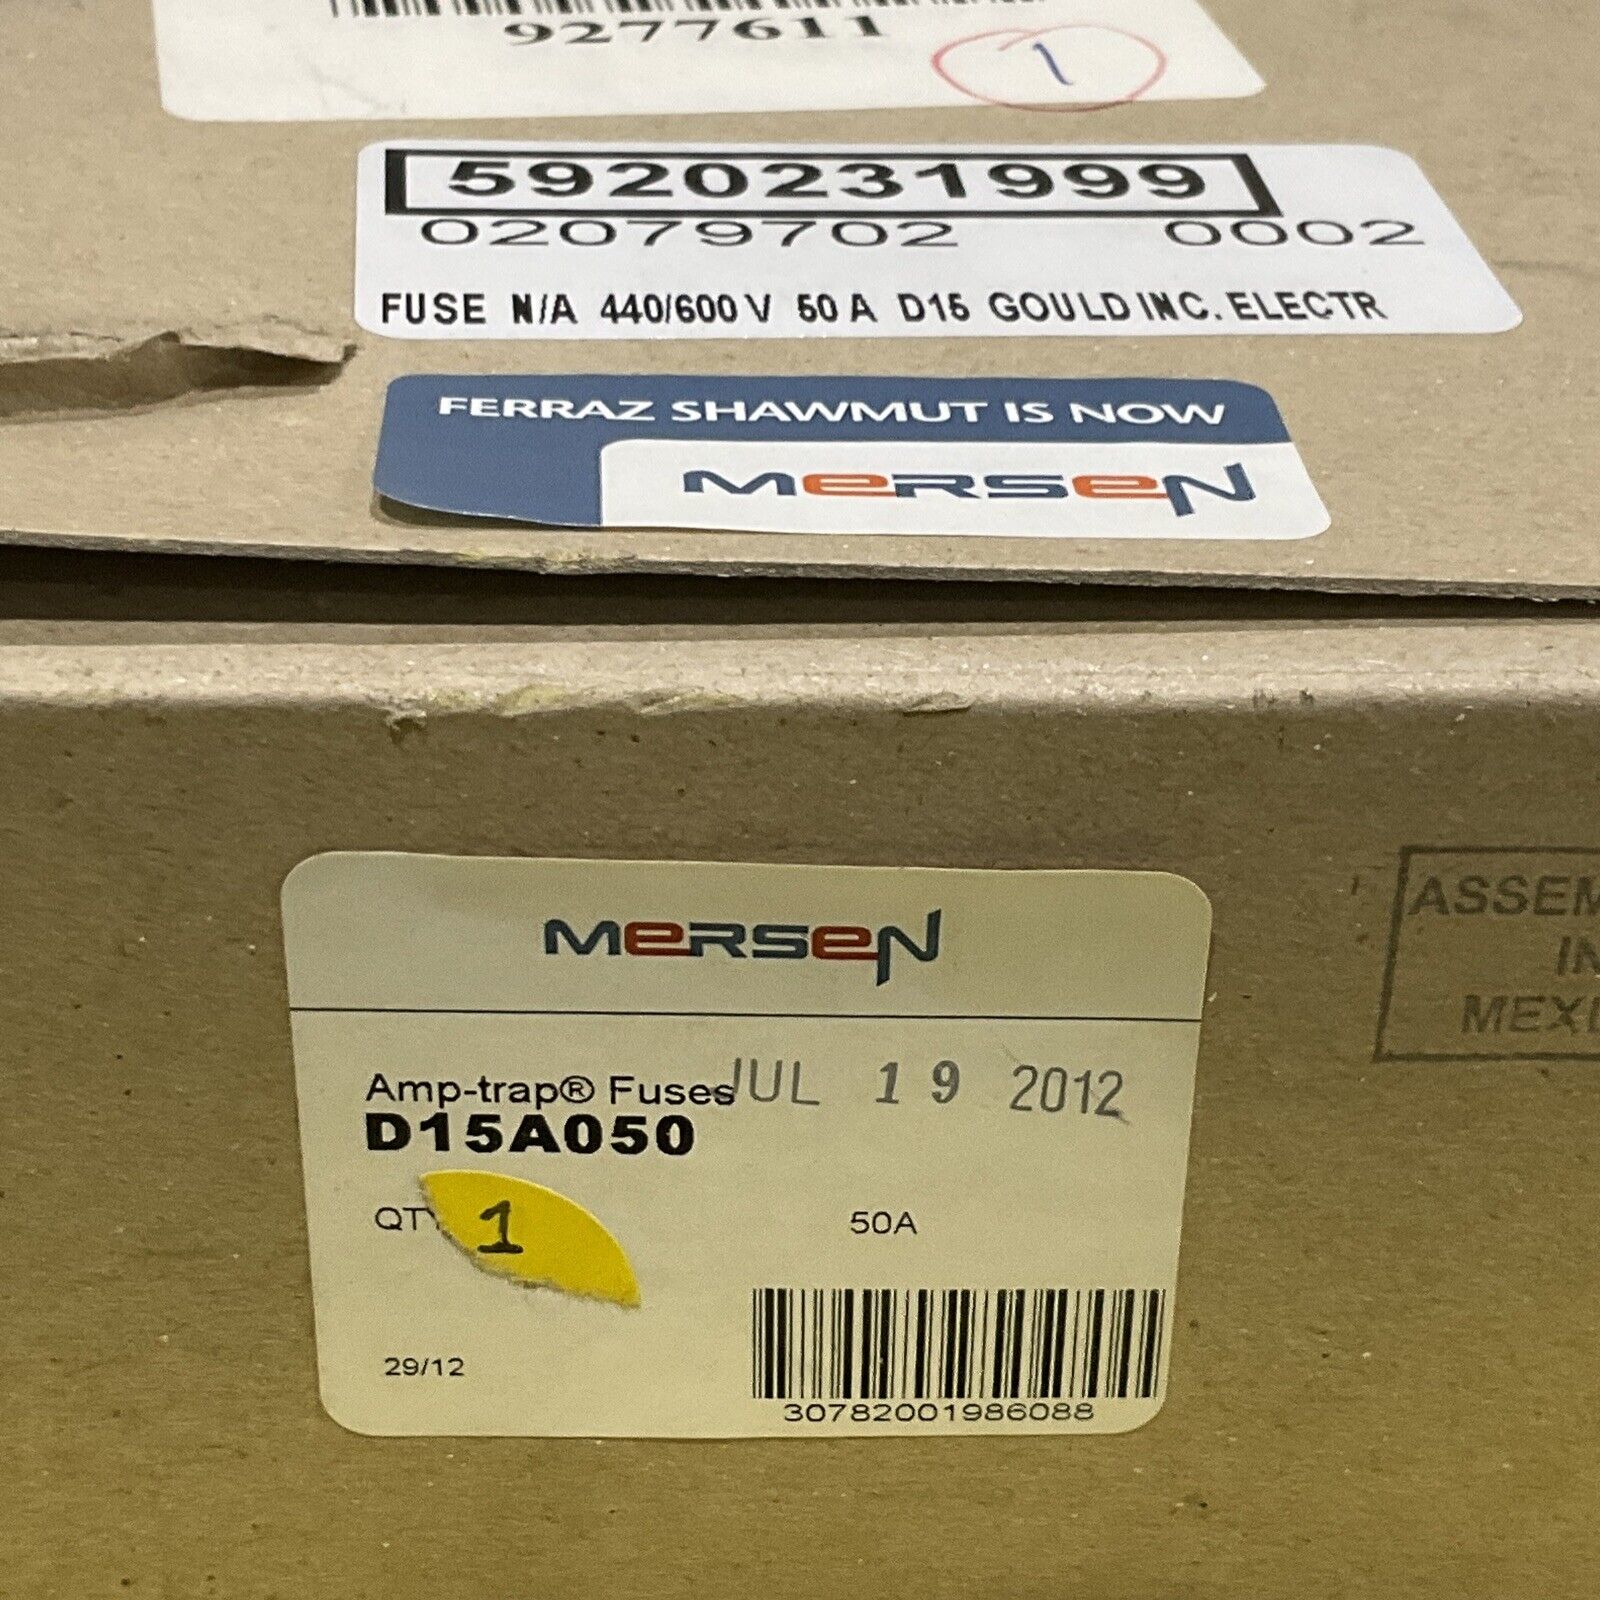 9277611
1
5920231999
02079702 0002
FUSE N/A 440/600 V 50 A D15 GOULD INC. ELECTR
FERRAZ SHAWMUT IS NOW
MERSEN
MERSEN
Amp-trap® Fuses JUL 19 2012
D15A050
QTY 1 50A
29/12
30782001986088
ASSEM
IN
MEXI